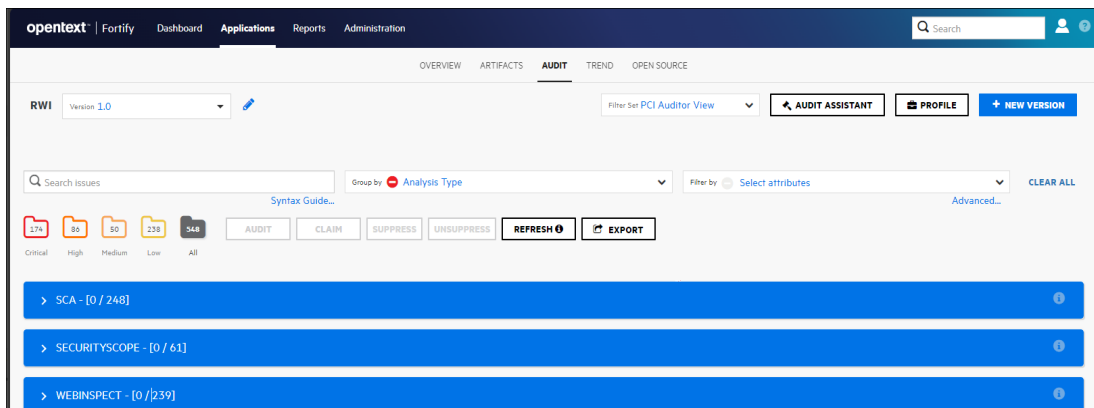 opentext™ | Fortify Dashboard Applications Reports Administration Search
OVERVIEW ARTIFACTS AUDIT TREND OPEN SOURCE
RWI Version 1.0 Filter Set PCI Auditor View AUDIT ASSISTANT PROFILE + NEW VERSION
Search issues Group by Analysis Type Filter by Select attributes CLEAR ALL
Syntax Guide... Advanced...
174 86 50 238 548 AUDIT CLAIM SUPPRESS UNSUPPRESS REFRESH EXPORT
Critical High Medium Low All
SCA - [0 / 248]
SECURITYSCOPE - [0 / 61]
WEBINSPECT - [0 / 239]